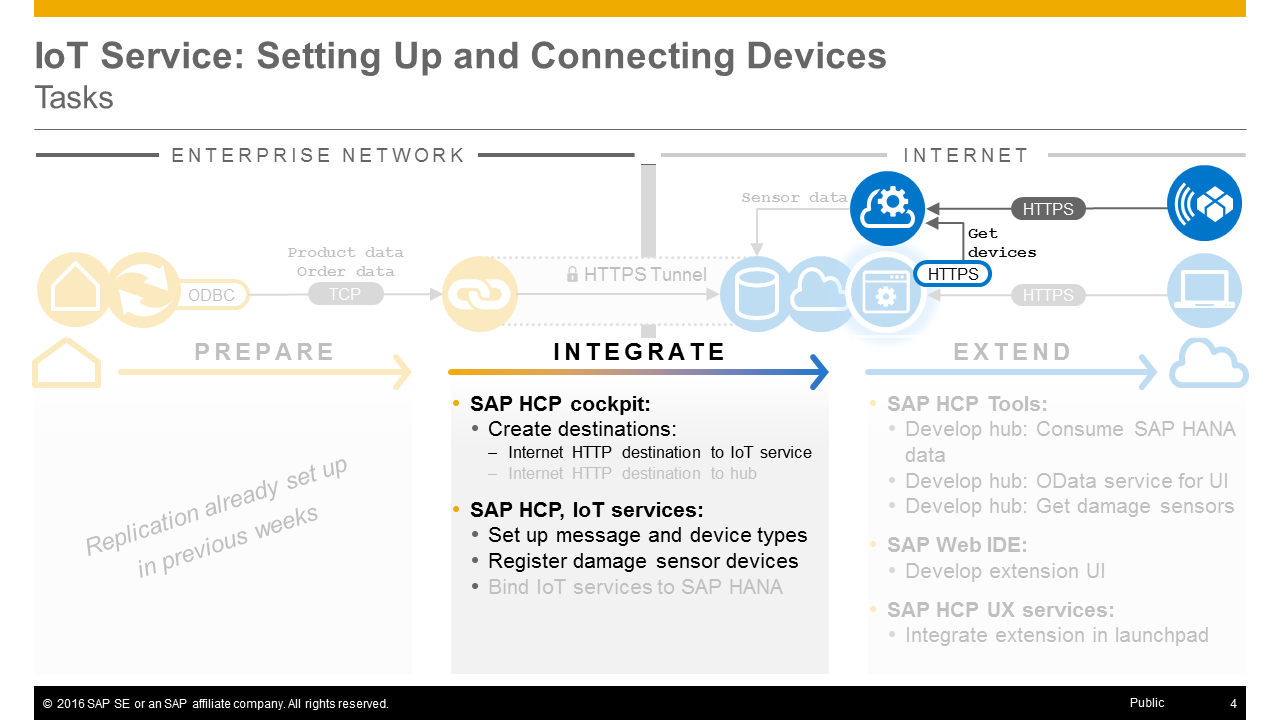 IoT Service: Setting Up and Connecting Devices
Tasks
ENTERPRISE NETWORK
INTERNET
Sensor data
HTTPS
Get
devices
HTTPS
Product data
Order data
ODBC
TCP
HTTPS Tunnel
HTTPS
PREPARE
INTEGRATE
EXTEND
Replication already set up
in previous weeks
• SAP HCP cockpit:
• Create destinations:
– Internet HTTP destination to IoT service
– Internet HTTP destination to hub
• SAP HCP, IoT services:
• Set up message and device types
• Register damage sensor devices
• Bind IoT services to SAP HANA
• SAP HCP Tools:
• Develop hub: Consume SAP HANA
data
• Develop hub: OData service for UI
• Develop hub: Get damage sensors
• SAP Web IDE:
• Develop extension UI
• SAP HCP UX services:
• Integrate extension in launchpad
© 2016 SAP SE or an SAP affiliate company. All rights reserved.
Public
4